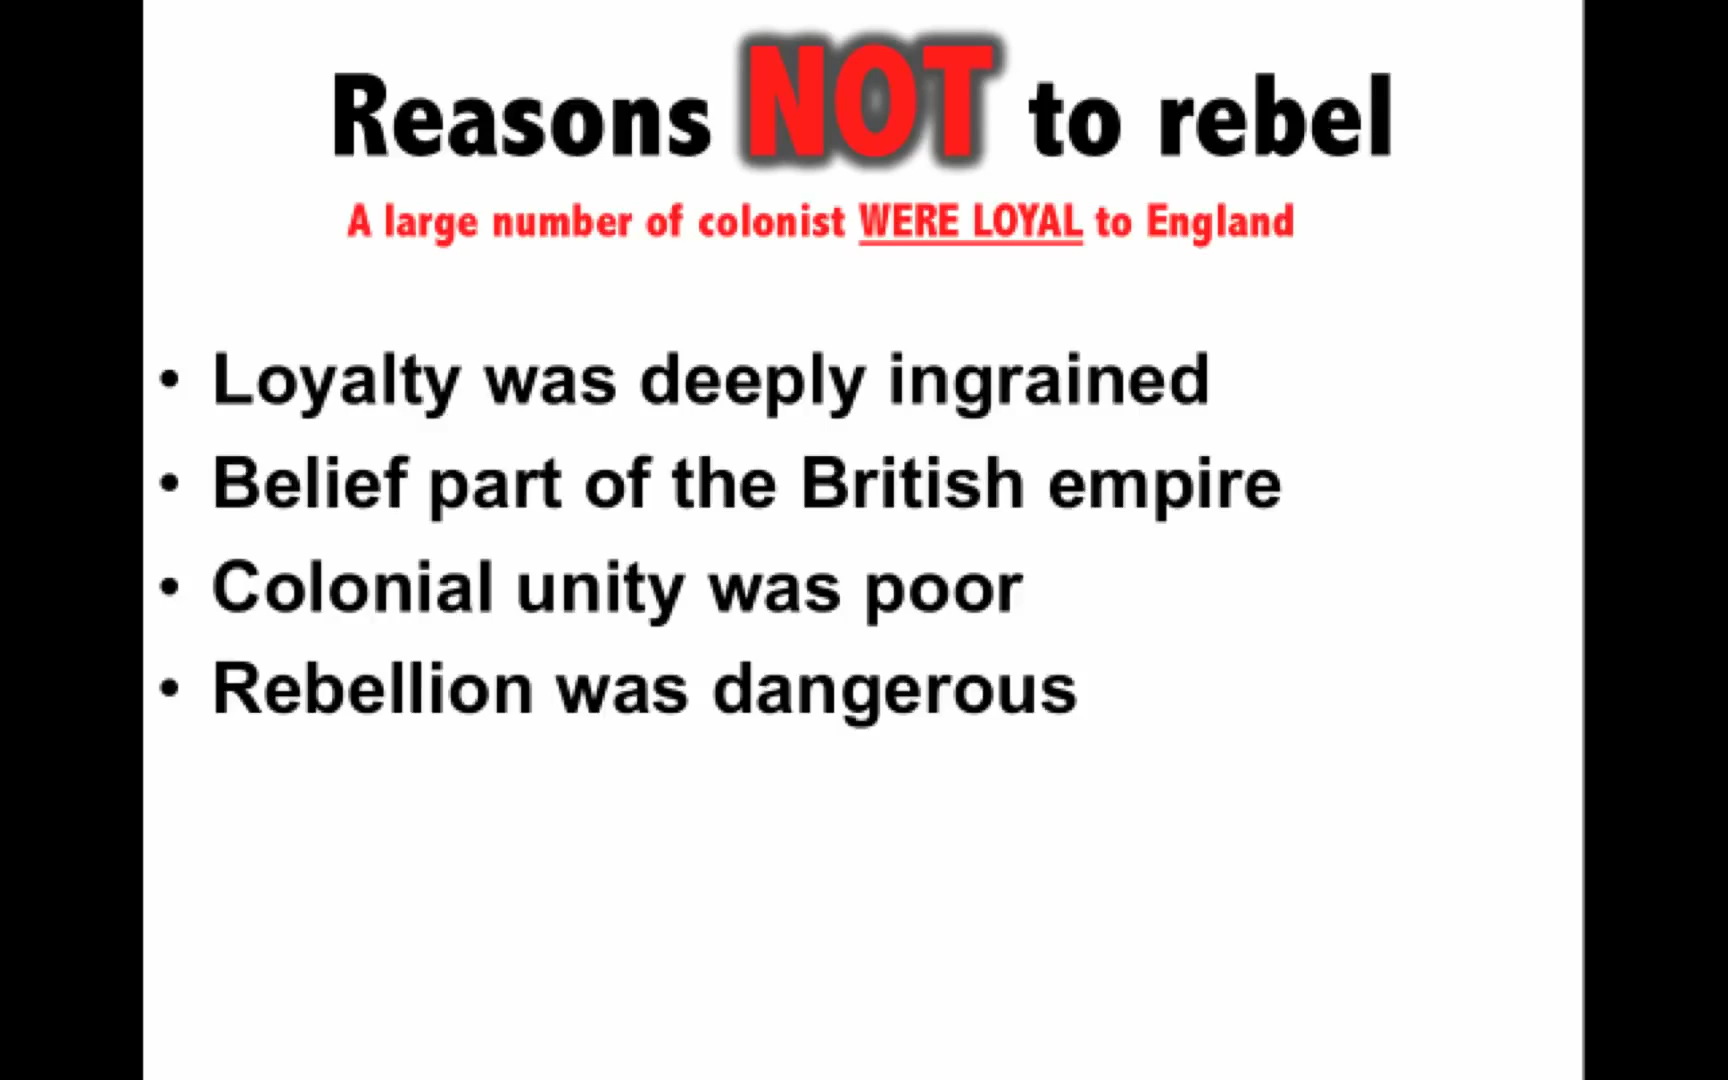 Reasons NOT to rebel
A large number of colonist WERE LOYAL to England
• Loyalty was deeply ingrained
• Belief part of the British empire
• Colonial unity was poor
• Rebellion was dangerous